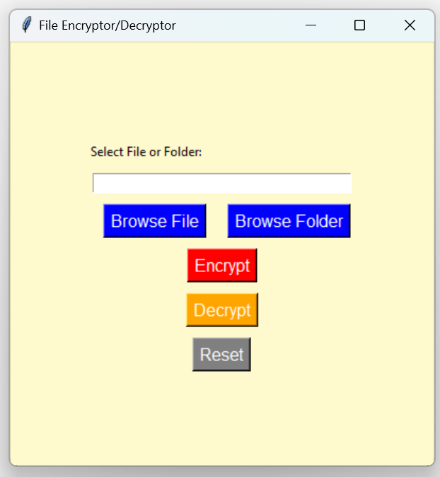 File Encryptor/Decryptor
Select File or Folder:
Browse File Browse Folder
Encrypt
Decrypt
Reset